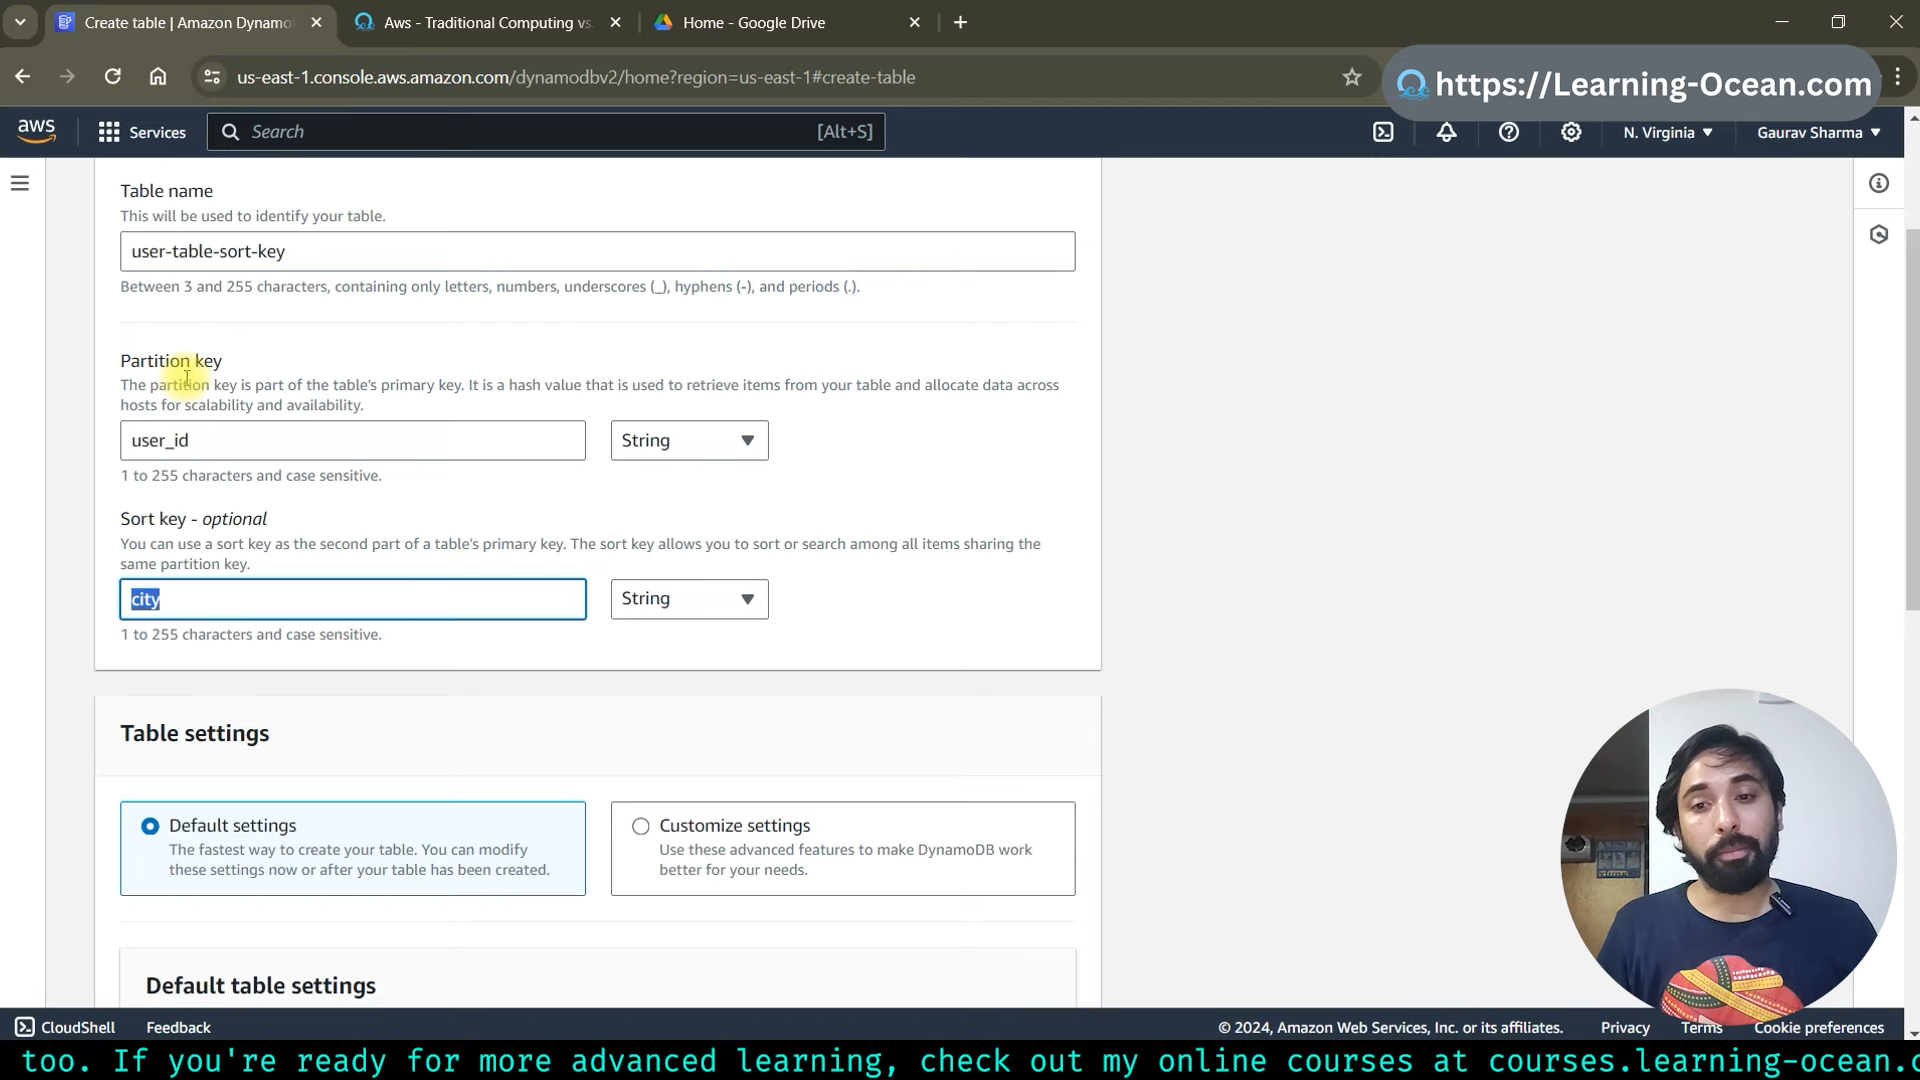 Create table | Amazon Dynamo
Aws - Traditional Computing vs
Home - Google Drive
us-east-1.console.aws.amazon.com/dynamodbv2/home?region=us-east-1#create-table
https://Learning-Ocean.com
aws
Services
Search
[Alt+S]
N. Virginia
Gaurav Sharma
Table name
This will be used to identify your table.
user-table-sort-key
Between 3 and 255 characters, containing only letters, numbers, underscores (_), hyphens (-), and periods (.).
Partition key
The partition key is part of the table's primary key. It is a hash value that is used to retrieve items from your table and allocate data across
hosts for scalability and availability.
user_id
String
1 to 255 characters and case sensitive.
Sort key - optional
You can use a sort key as the second part of a table's primary key. The sort key allows you to sort or search among all items sharing the
same partition key.
city
String
1 to 255 characters and case sensitive.
Table settings
Default settings
The fastest way to create your table. You can modify
these settings now or after your table has been created.
Customize settings
Use these advanced features to make DynamoDB work
better for your needs.
Default table settings
CloudShell
Feedback
© 2024, Amazon Web Services, Inc. or its affiliates.
Privacy
Terms
Cookie preferences
too. If you're ready for more advanced learning, check out my online courses at courses.learning-ocean.c